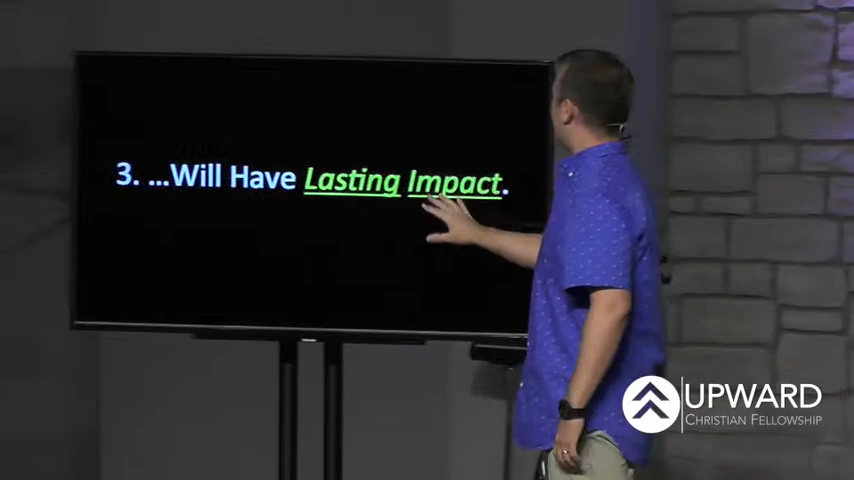 3. ...Will Have Lasting Impact.
UPWARD
CHRISTIAN FELLOWSHIP